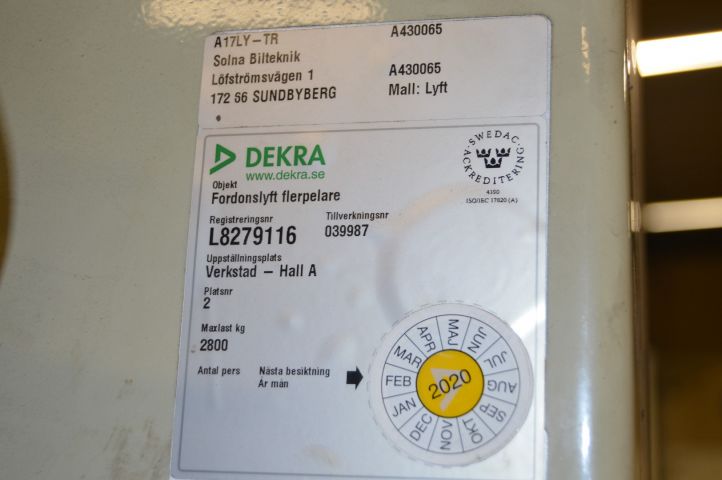 A17LY-TR A430065
Solna Bilteknik
Löfströmsvägen 1 A430065
172 66 SUNDBYBERG Mall: Lyft
DEKRA
www.dekra.se
SWEDAC
ACKREDITERING
4390
ISO/IEC 17020 (A)
Objekt
Fordonslyft flerpelare
Registreringsnr Tillverkningsnr
L8279116 039987
Uppställningsplats
Verkstad - Hall A
Platsnr
2
Maxlast kg
2800
Antal pers Nästa besiktning
År mån
JAN
FEB
MAR
APR
MAJ
JUN
JUL
AUG
SEP
OKT
NOV
DEC
2020